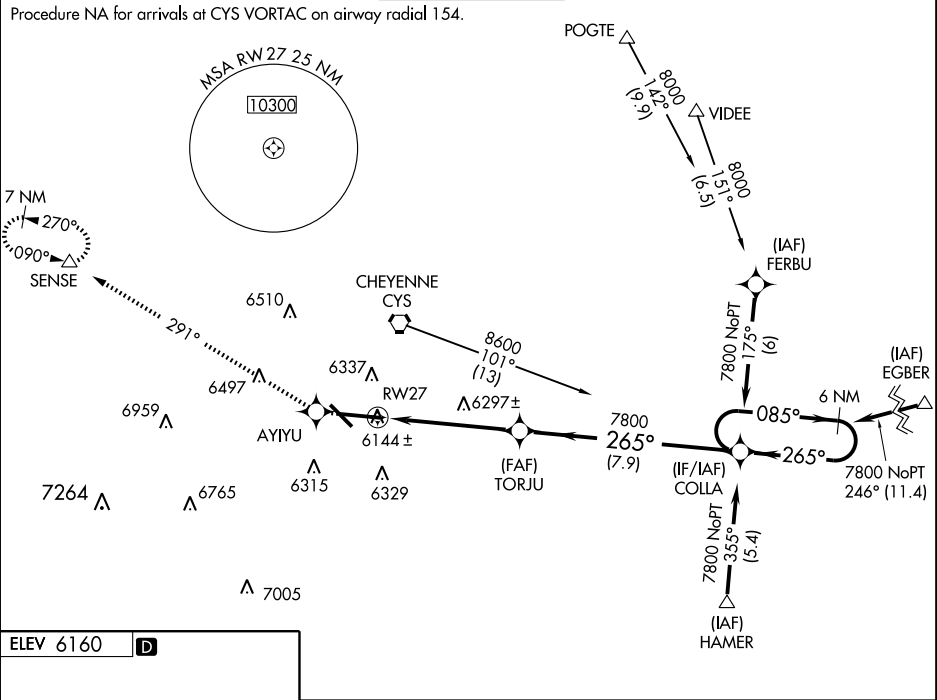 Procedure NA for arrivals at CYS VORTAC on airway radial 154.
MSA RW27 25 NM
10300
POGTE
8000
142°
(9.9)
VIDEE
8000
151°
(6.5)
7 NM
270°
090°
SENSE
(IAF)
FERBU
CHEYENNE
CYS
6510
291°
8600
101°
(13)
7800 NoPT
175°
(6)
(IAF)
EGBER
6337
6497
RW27
6297±
6 NM
6959
7800
085°
AYIYU
6144±
265°
(7.9)
265°
(FAF)
TORJU
(IF/IAF)
COLLA
7800 NoPT
246° (11.4)
6315
6329
7264
6765
7800 NoPT
355°
(5.4)
7005
(IAF)
HAMER
ELEV 6160
D